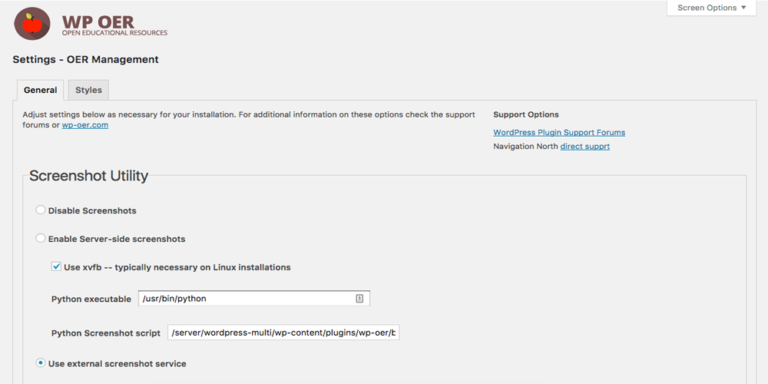 Screen Options ▼
WP OER
OPEN EDUCATIONAL RESOURCES
Settings - OER Management
General
Styles
Adjust settings below as necessary for your installation. For additional information on these options check the support
forums or wp-oer.com
Support Options
WordPress Plugin Support Forums
Navigation North direct supprt
Screenshot Utility
Disable Screenshots
Enable Server-side screenshots
Use xvfb -- typically necessary on Linux installations
Python executable
/usr/bin/python
Python Screenshot script
/server/wordpress-multi/wp-content/plugins/wp-oer/b
Use external screenshot service